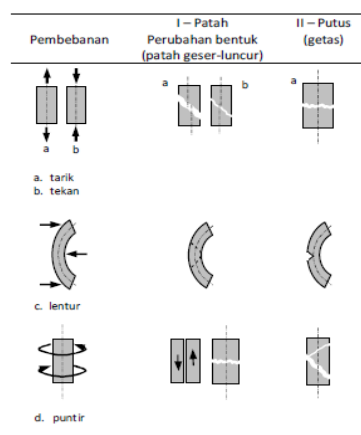 Pembebanan
I – Patah
Perubahan bentuk
(patah geser-luncur)
II – Putus
(getas)
a
b
a
b
a
a. tarik
b. tekan
c. lentur
d. puntir